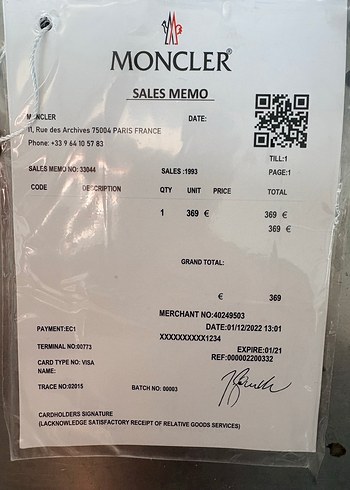 MONCLER®
SALES MEMO
MONCLER DATE:
11, Rue des Archives 75004 PARIS FRANCE
Phone: +33 9 64 10 57 83
TILL:1
SALES MEMO NO: 33044 SALES :1993 PAGE:1
CODE DESCRIPTION QTY UNIT PRICE TOTAL
1 369 € 369 €
369 €
GRAND TOTAL:
€ 369
MERCHANT NO:40249503
PAYMENT:EC1 DATE:01/12/2022 13:01
XXXXXXXXXX1234
TERMINAL NO:00773 EXPIRE:01/21
CARD TYPE NO: VISA REF:000002200332
NAME:
TRACE NO:02015 BATCH NO: 00003
CARDHOLDERS SIGNATURE
(LACKNOWLEDGE SATISFACTORY RECEIPT OF RELATIVE GOODS SERVICES)